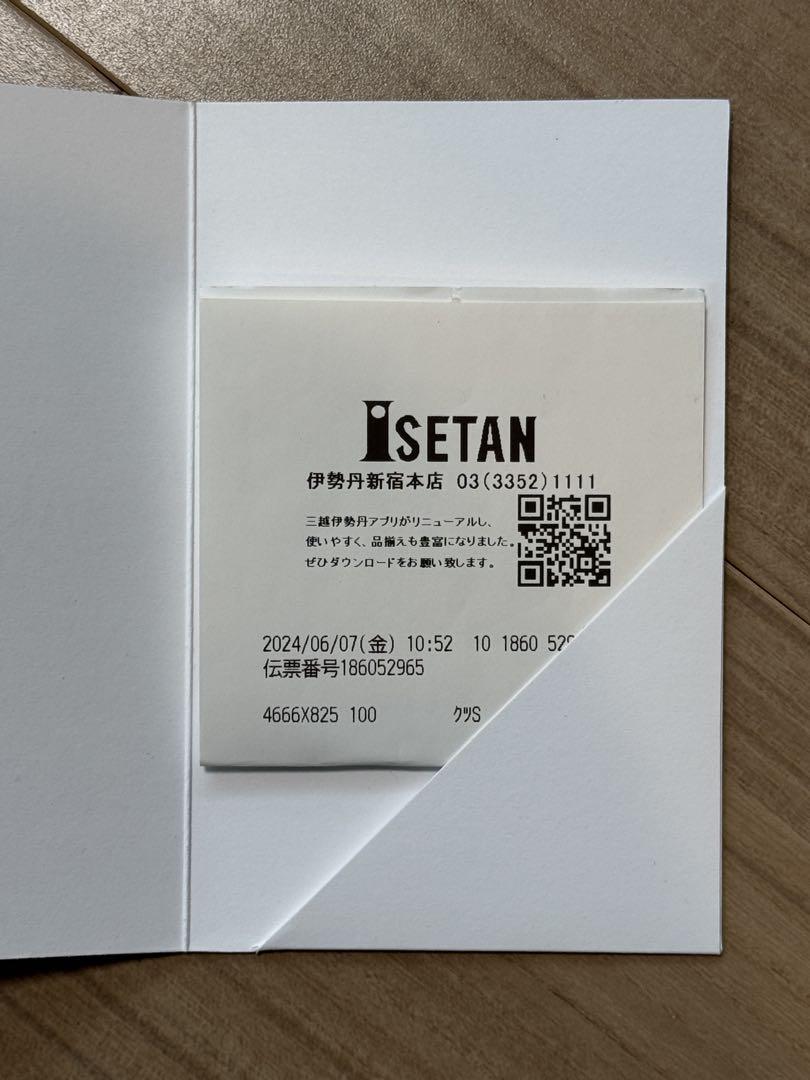 ISETAN
伊勢丹新宿本店 03(3352)1111
三越伊勢丹アプリがリニューアルし、
使いやすく、品揃えも豊富になりました。
ぜひダウンロードをお願い致します。
2024/06/07(金) 10:52 10 1860
伝票番号186052965
4666X825 100 ｸﾂS